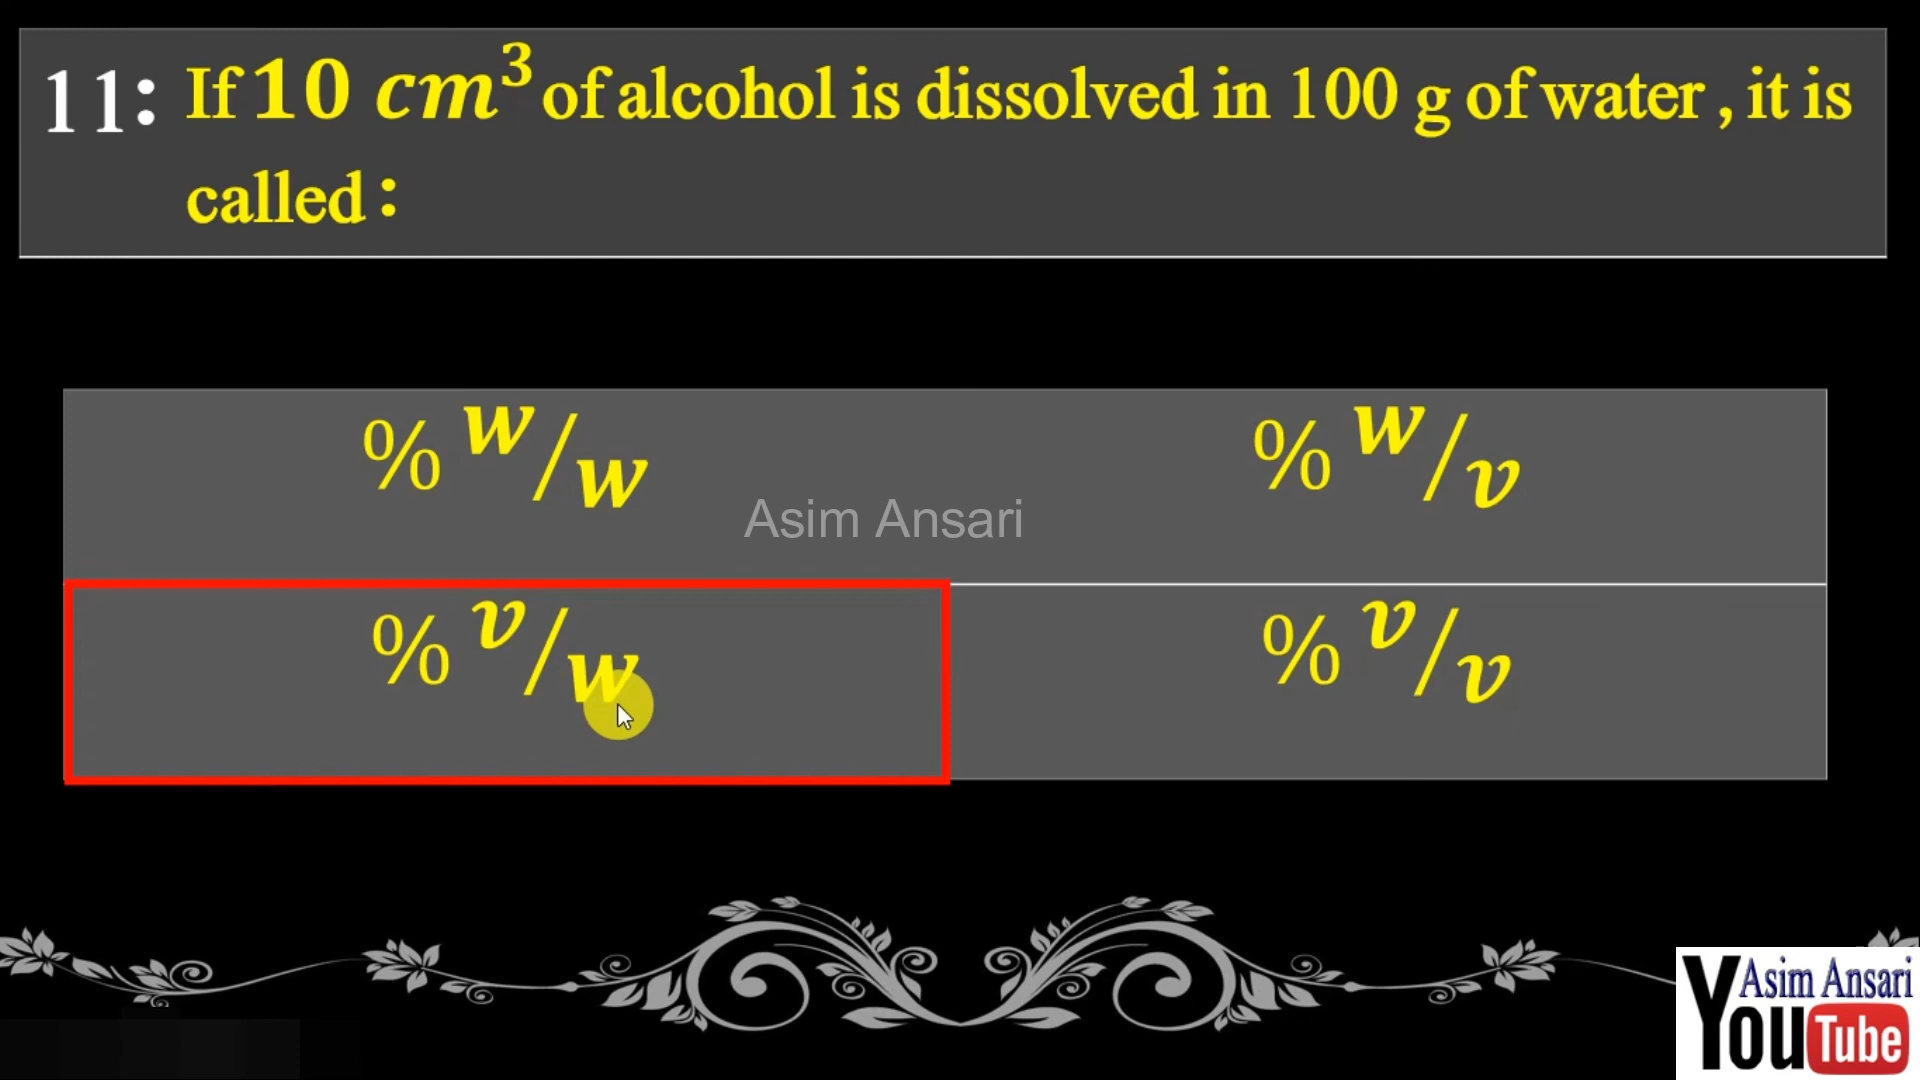 11: If 10 cm³ of alcohol is dissolved in 100 g of water , it is
called :
% w/w % w/v
Asim Ansari
% v/w % v/v
Asim Ansari
YouTube